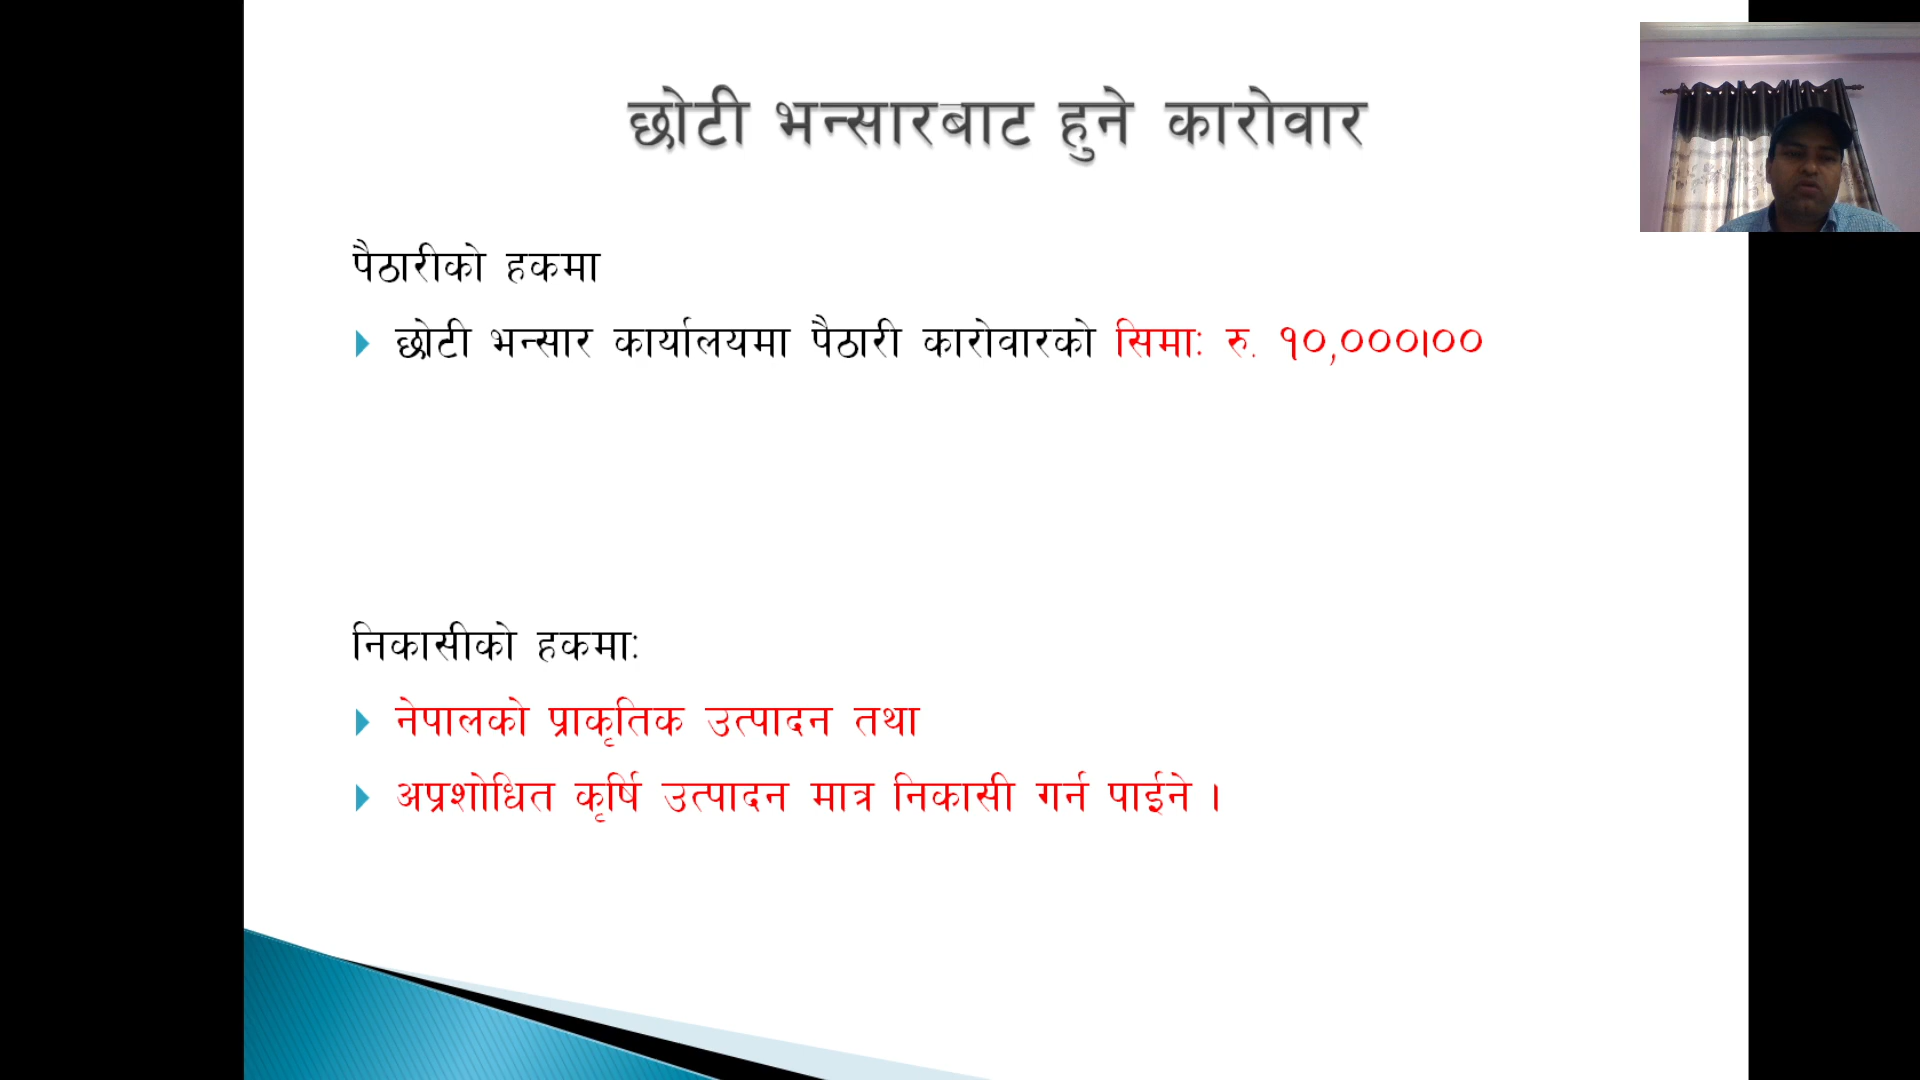 छोटी भन्सारबाट हुने कारोवार
पैठारीको हकमा
छोटी भन्सार कार्यालयमा पैठारी कारोवारको सिमाः रु. १०,०००।००
निकासीको हकमाः
नेपालको प्राकृतिक उत्पादन तथा
अप्रशोधित कृर्षि उत्पादन मात्र निकासी गर्न पाईने ।